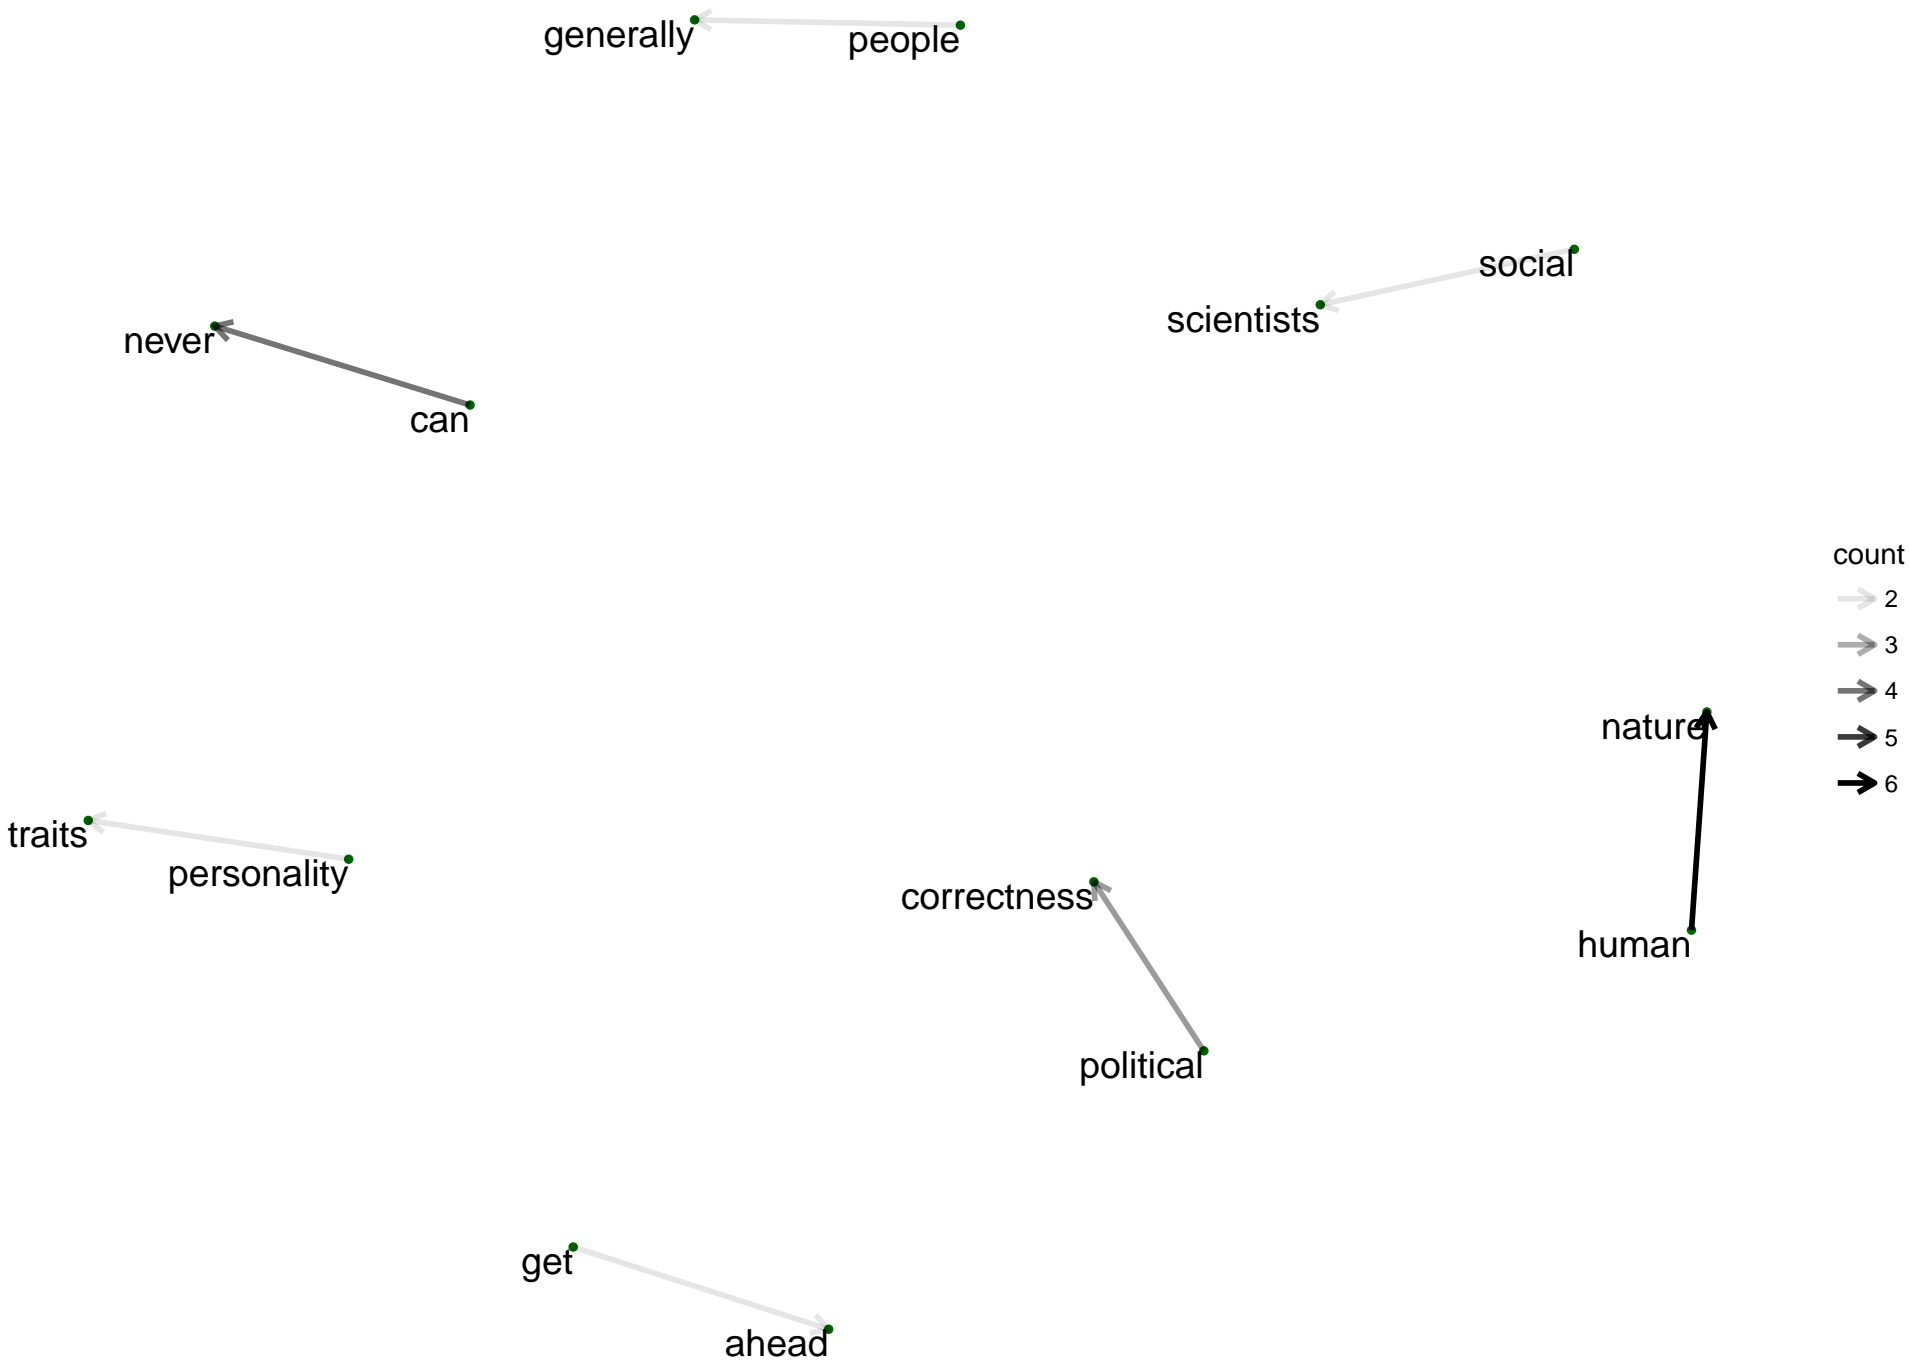 generally
people
social
scientists
never
can
count
2
3
4
5
6
nature
traits
personality
correctness
human
political
get
ahead